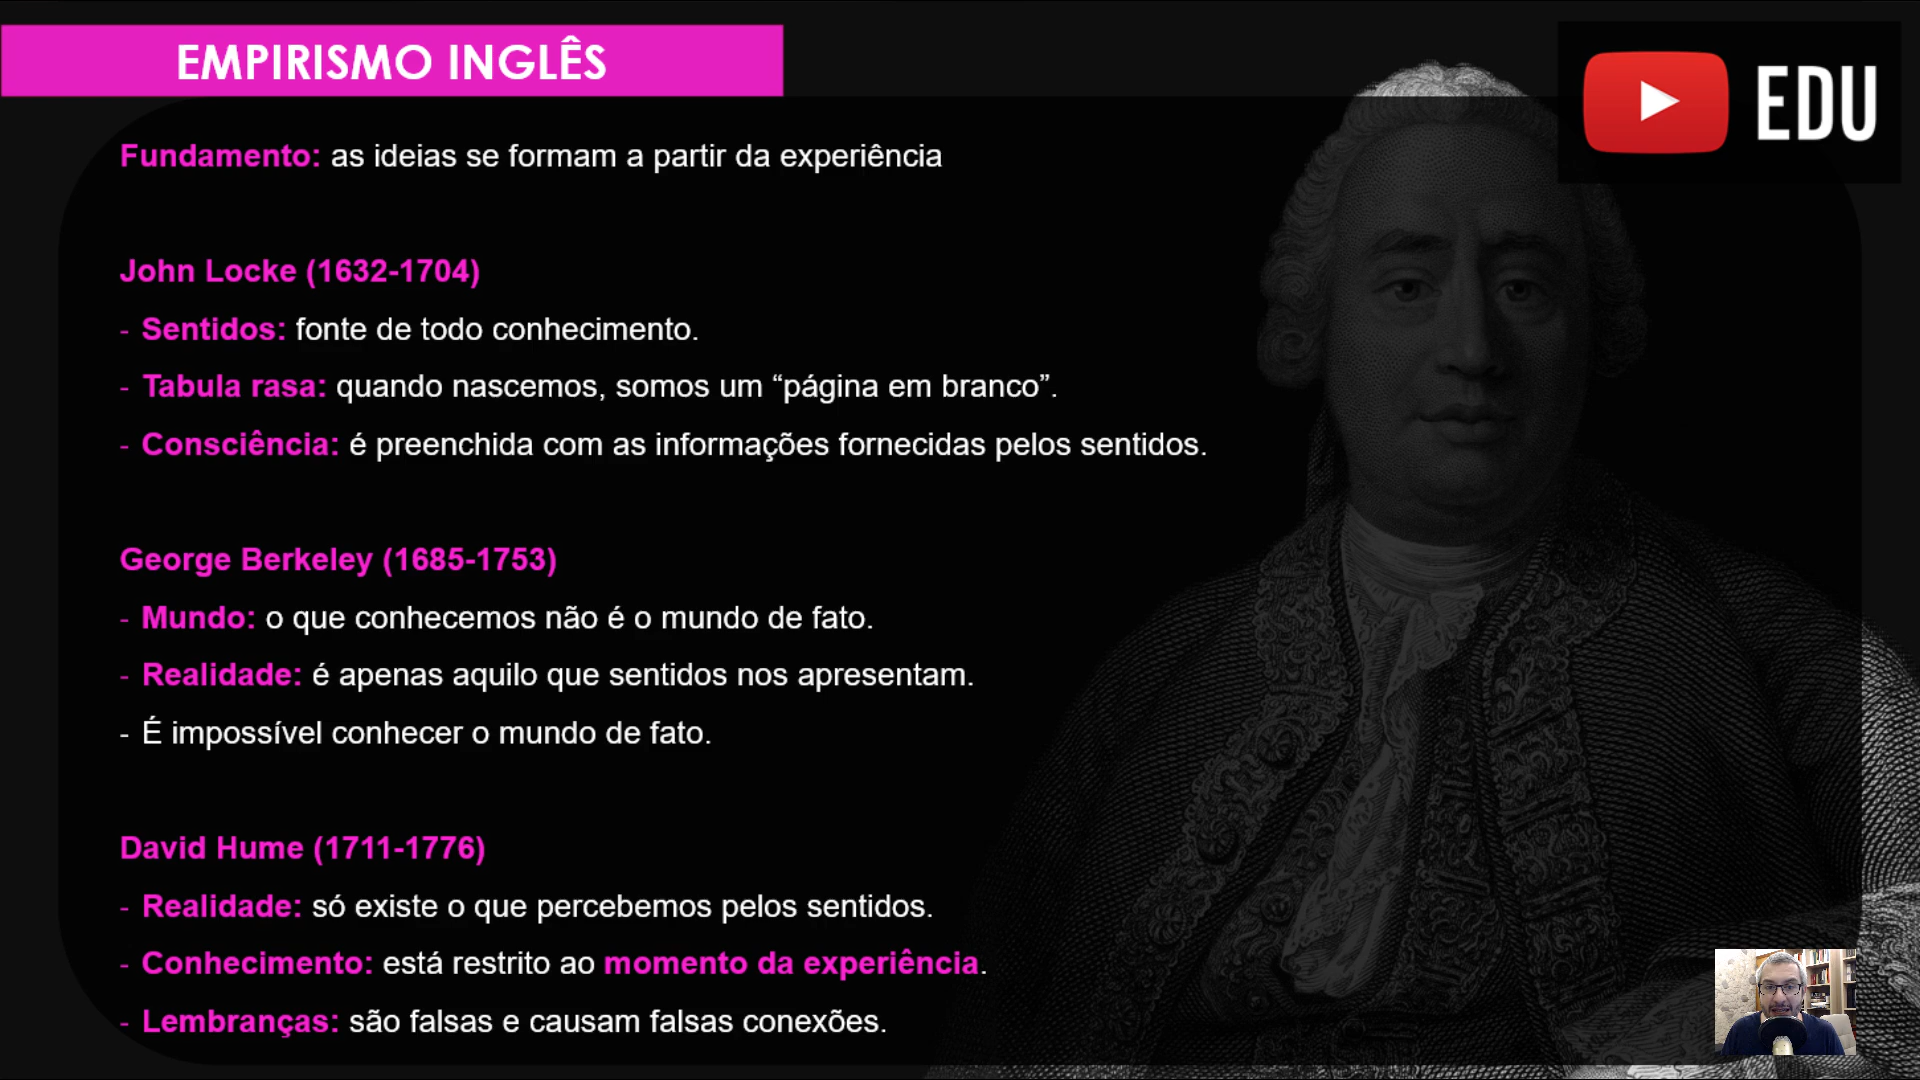 EMPIRISMO INGLÊS
EDU
Fundamento: as ideias se formam a partir da experiência
John Locke (1632-1704)
- Sentidos: fonte de todo conhecimento.
- Tabula rasa: quando nascemos, somos um “página em branco”.
- Consciência: é preenchida com as informações fornecidas pelos sentidos.
George Berkeley (1685-1753)
- Mundo: o que conhecemos não é o mundo de fato.
- Realidade: é apenas aquilo que sentidos nos apresentam.
- É impossível conhecer o mundo de fato.
David Hume (1711-1776)
- Realidade: só existe o que percebemos pelos sentidos.
- Conhecimento: está restrito ao momento da experiência.
- Lembranças: são falsas e causam falsas conexões.